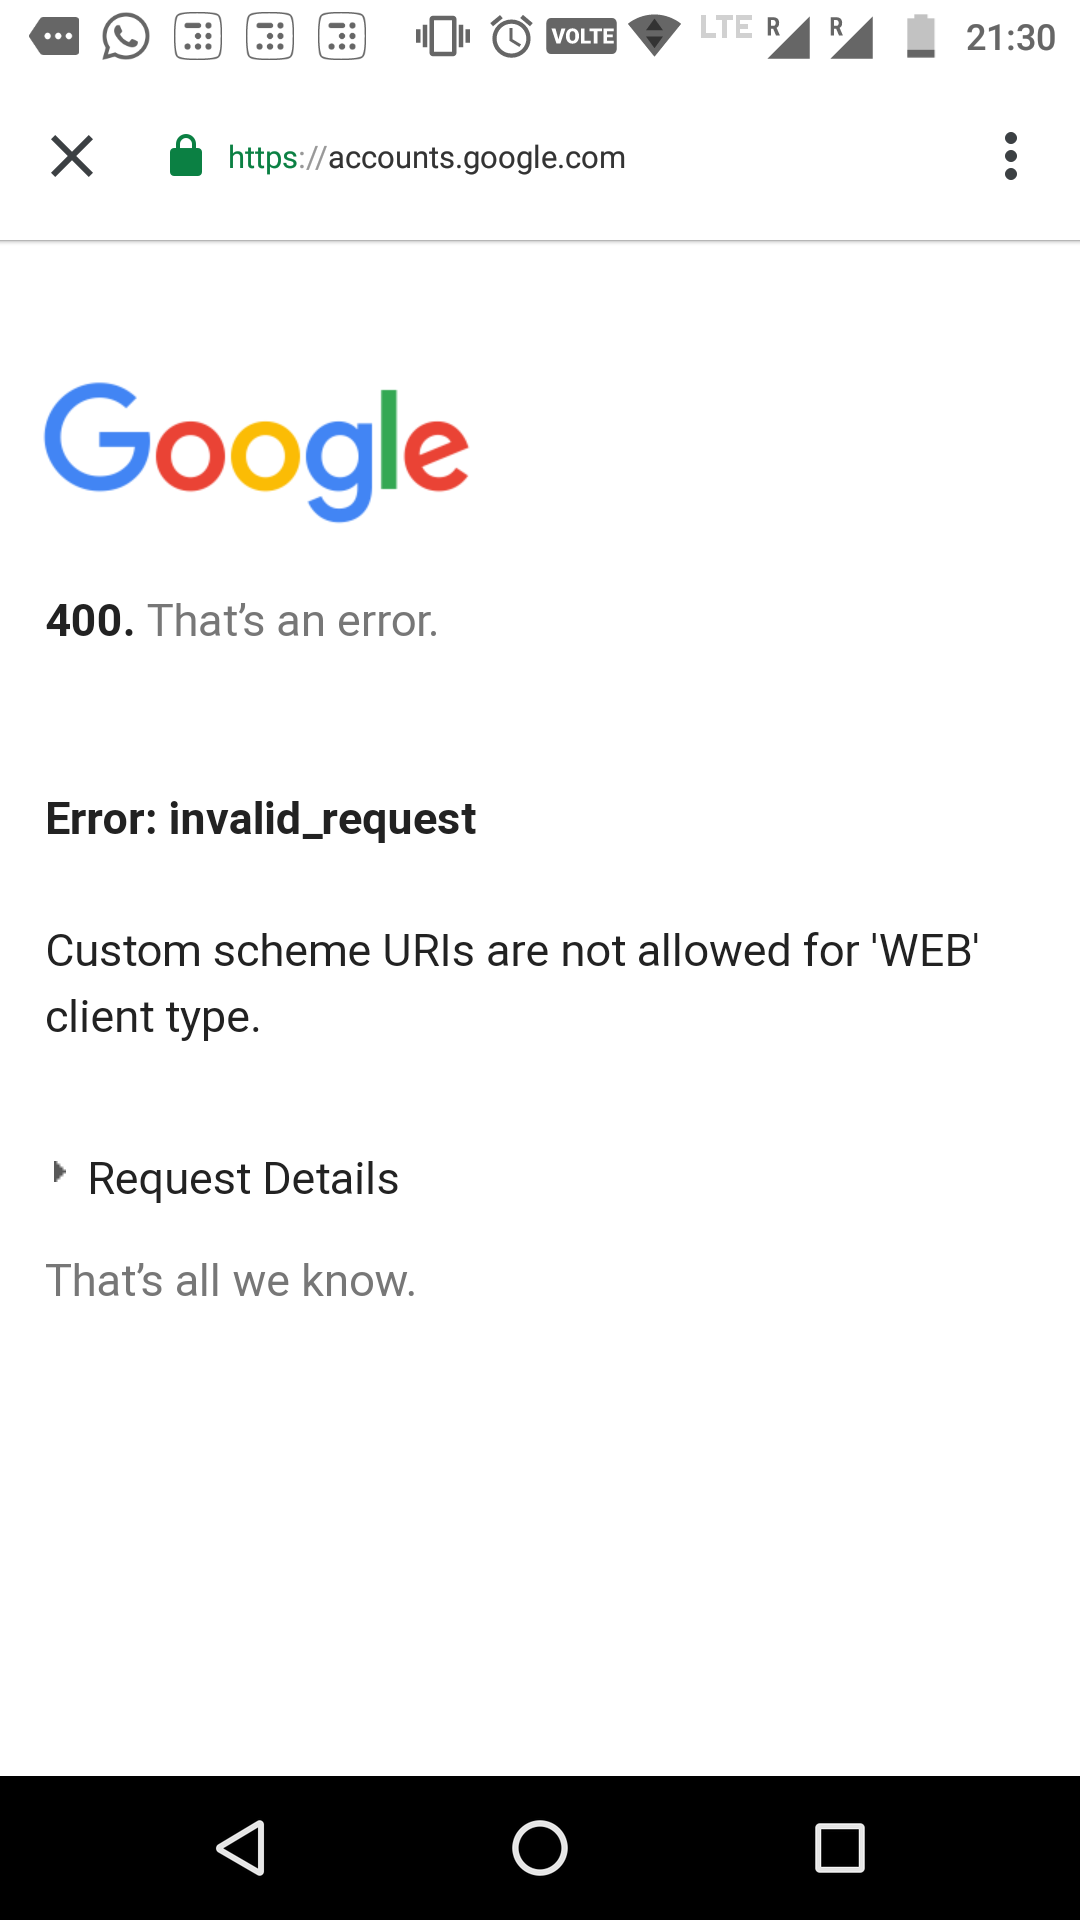 VOLTE LTE R R 21:30
https://accounts.google.com
Google
400. That’s an error.
Error: invalid_request
Custom scheme URIs are not allowed for 'WEB'
client type.
Request Details
That’s all we know.